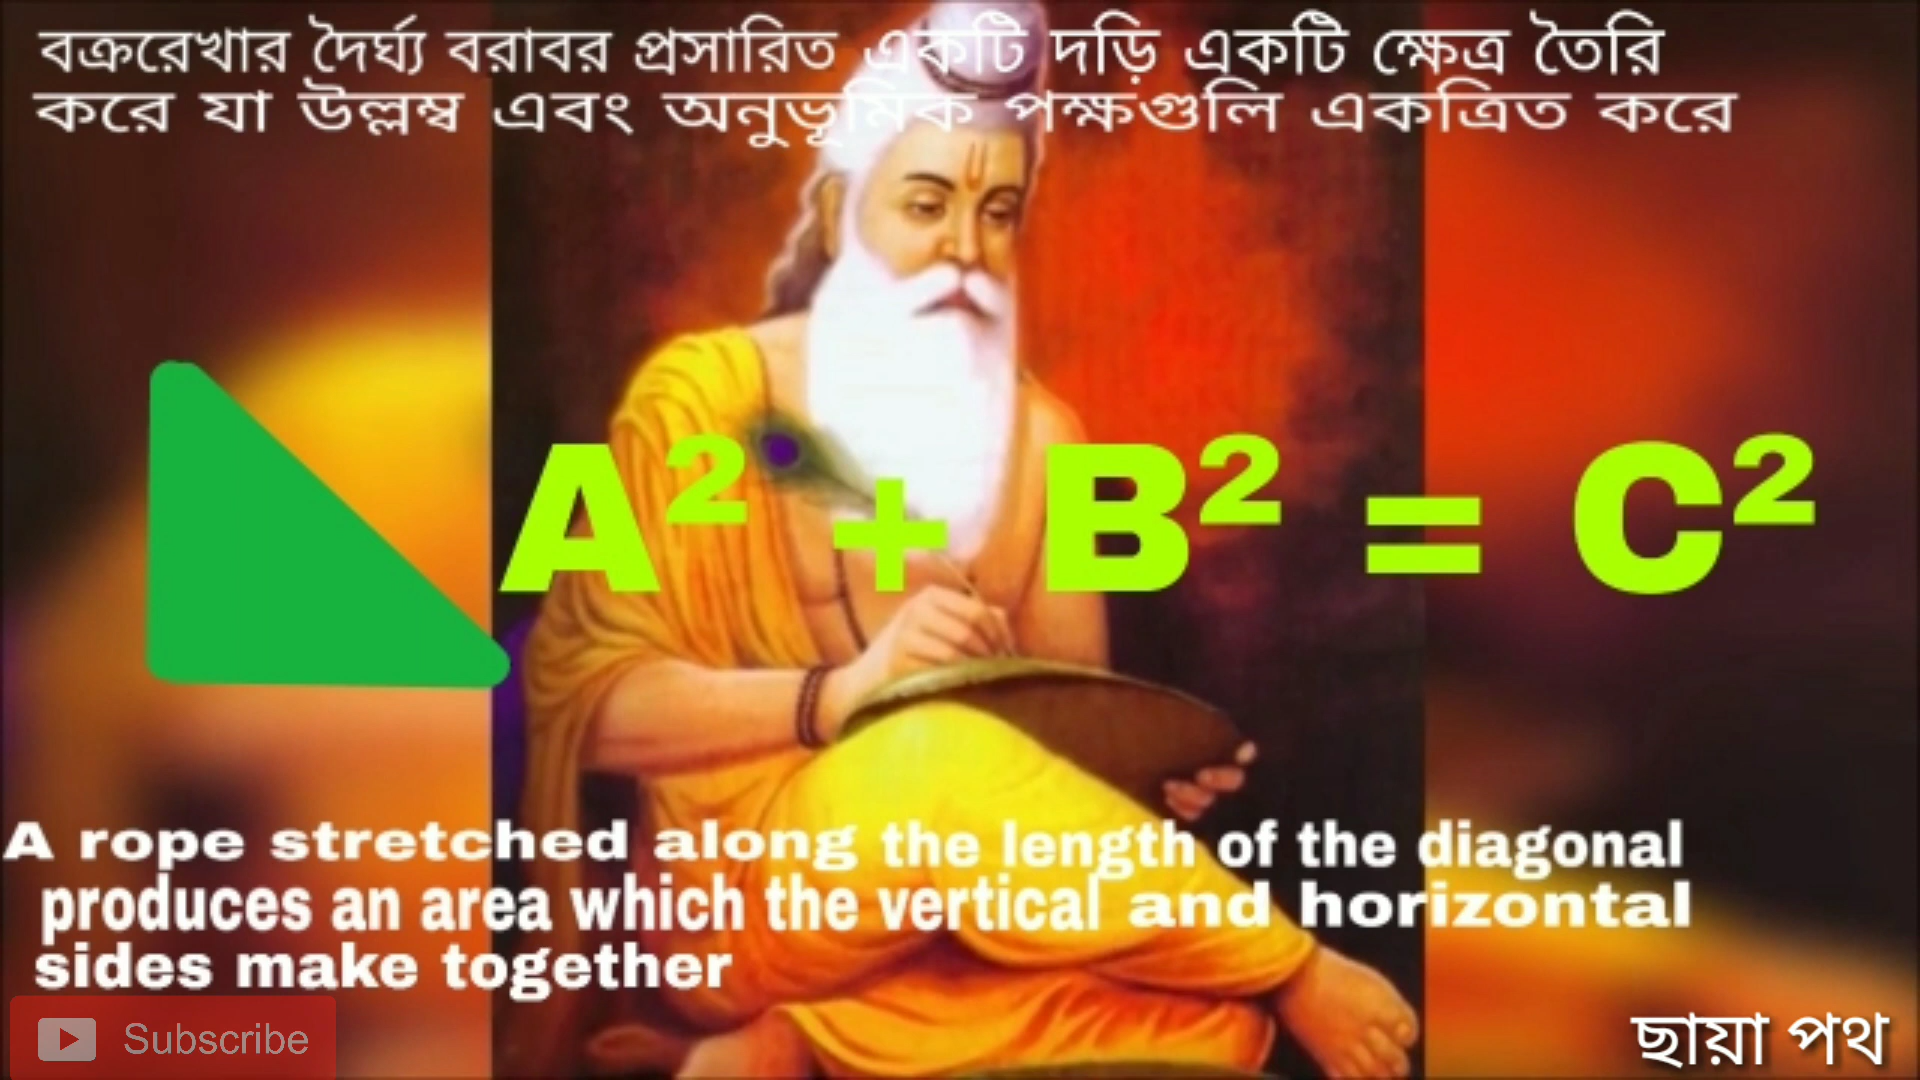 বক্ররেখার দৈর্ঘ্য বরাবর প্রসারিত একটি দড়ি একটি ক্ষেত্র তৈরি
করে যা উল্লম্ব এবং অনুভূমিক পক্ষগুলি একত্রিত করে
A² + B² = C²
A rope stretched along the length of the diagonal
produces an area which the vertical and horizontal
sides make together
Subscribe
ছায়া পথ